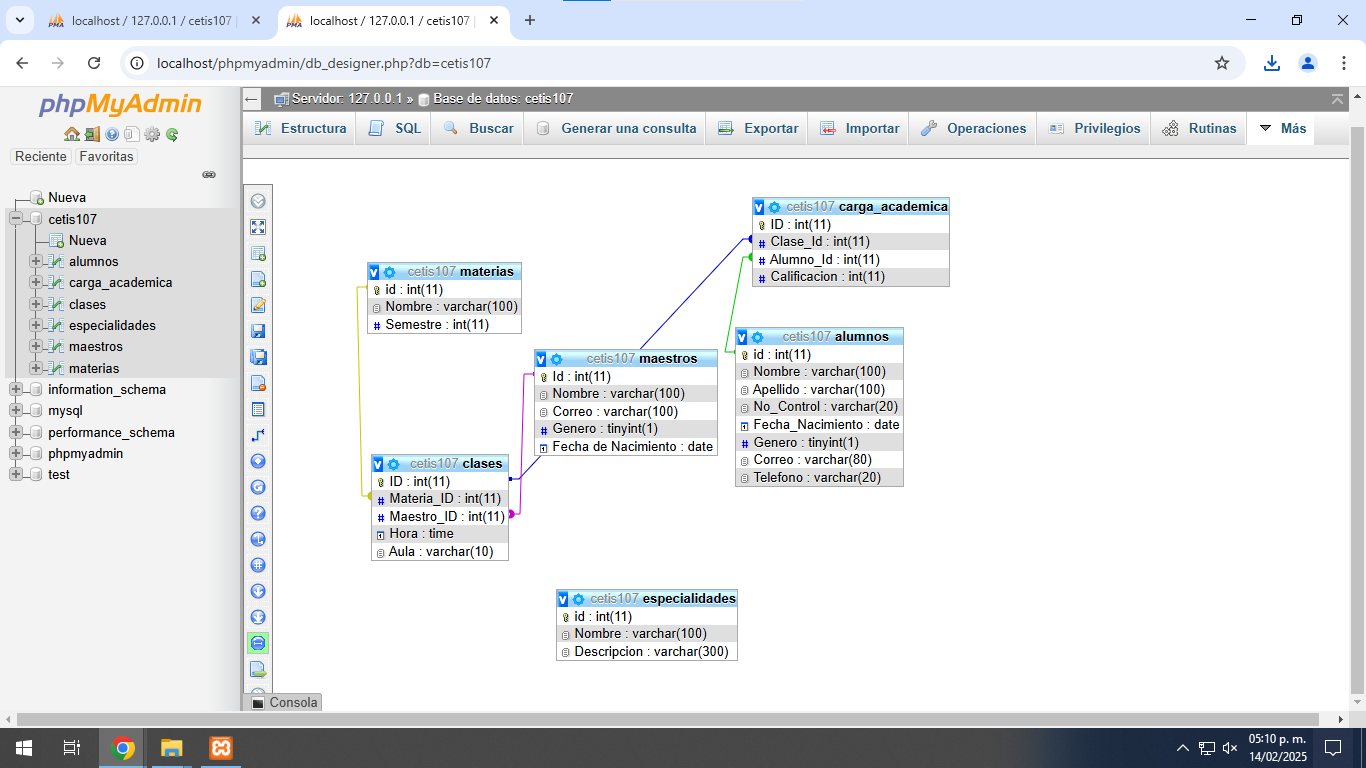 localhost / 127.0.0.1 / cetis107 |
localhost / 127.0.0.1 / cetis107 |
localhost/phpmyadmin/db_designer.php?db=cetis107
phpMyAdmin
Reciente
Favoritas
Nueva
cetis107
Nueva
alumnos
carga_academica
clases
especialidades
maestros
materias
information_schema
mysql
performance_schema
phpmyadmin
test
Servidor: 127.0.0.1 » Base de datos: cetis107
Estructura
SQL
Buscar
Generar una consulta
Exportar
Importar
Operaciones
Privilegios
Rutinas
Más
cetis107 carga_academica
ID : int(11)
Clase_Id : int(11)
Alumno_Id : int(11)
Calificacion : int(11)
cetis107 materias
id : int(11)
Nombre : varchar(100)
Semestre : int(11)
cetis107 alumnos
id : int(11)
Nombre : varchar(100)
Apellido : varchar(100)
No_Control : varchar(20)
Fecha_Nacimiento : date
Genero : tinyint(1)
Correo : varchar(80)
Telefono : varchar(20)
cetis107 maestros
Id : int(11)
Nombre : varchar(100)
Correo : varchar(100)
Genero : tinyint(1)
Fecha de Nacimiento : date
cetis107 clases
ID : int(11)
Materia_ID : int(11)
Maestro_ID : int(11)
Hora : time
Aula : varchar(10)
cetis107 especialidades
id : int(11)
Nombre : varchar(100)
Descripcion : varchar(300)
Consola
05:10 p. m.
14/02/2025